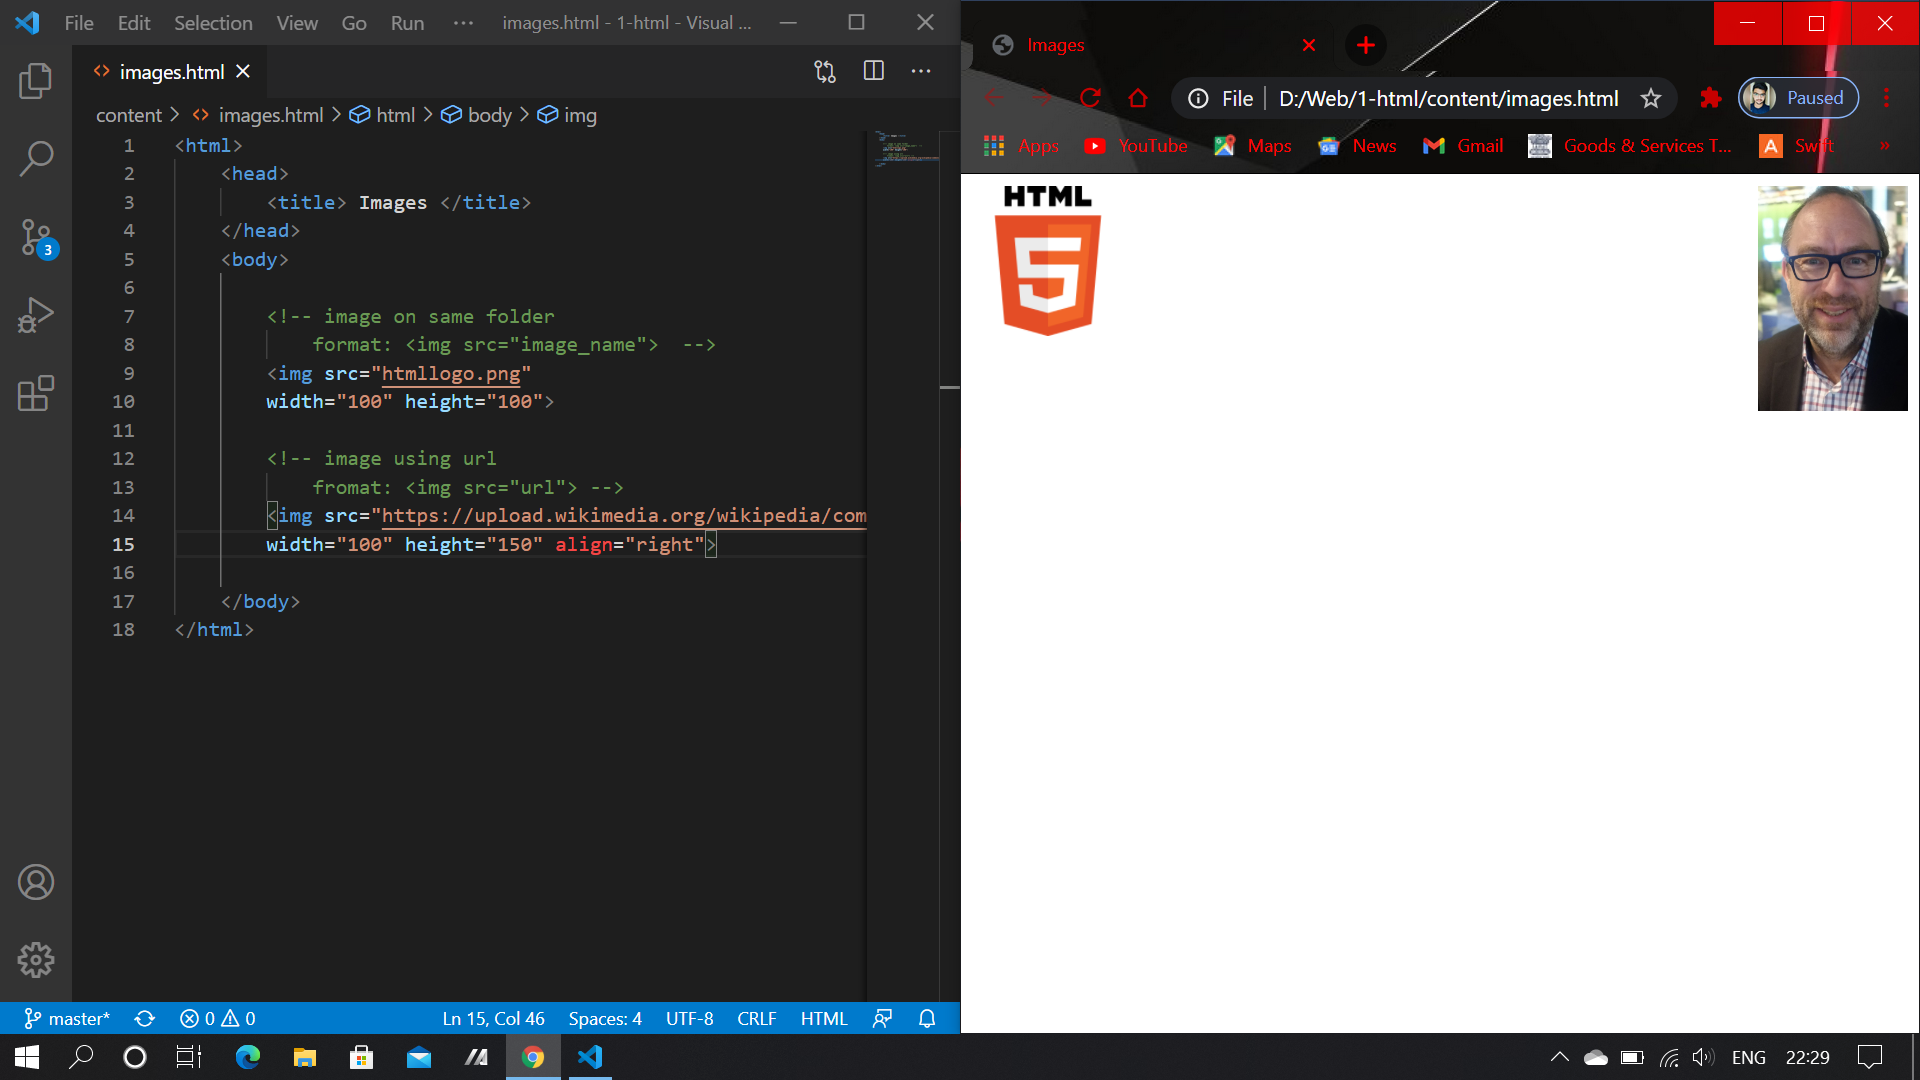 File Edit Selection View Go Run ··· images.html - 1-html - Visual ...
images.html
content > images.html > html > body > img
1 <html>
2 <head>
3 <title> Images </title>
4 </head>
5 <body>
6
7 <!-- image on same folder
8 format: <img src="image_name">  -->
9 <img src="htmllogo.png"
10 width="100" height="100">
11
12 <!-- image using url
13 fromat: <img src="url"> -->
14 <img src="https://upload.wikimedia.org/wikipedia/com
15 width="100" height="150" align="right">
16
17 </body>
18 </html>
3
master* 0 0 Ln 15, Col 46 Spaces: 4 UTF-8 CRLF HTML
Images
File D:/Web/1-html/content/images.html Paused
Apps YouTube Maps News Gmail Goods & Services T... A Swift »
HTML
5
ENG 22:29